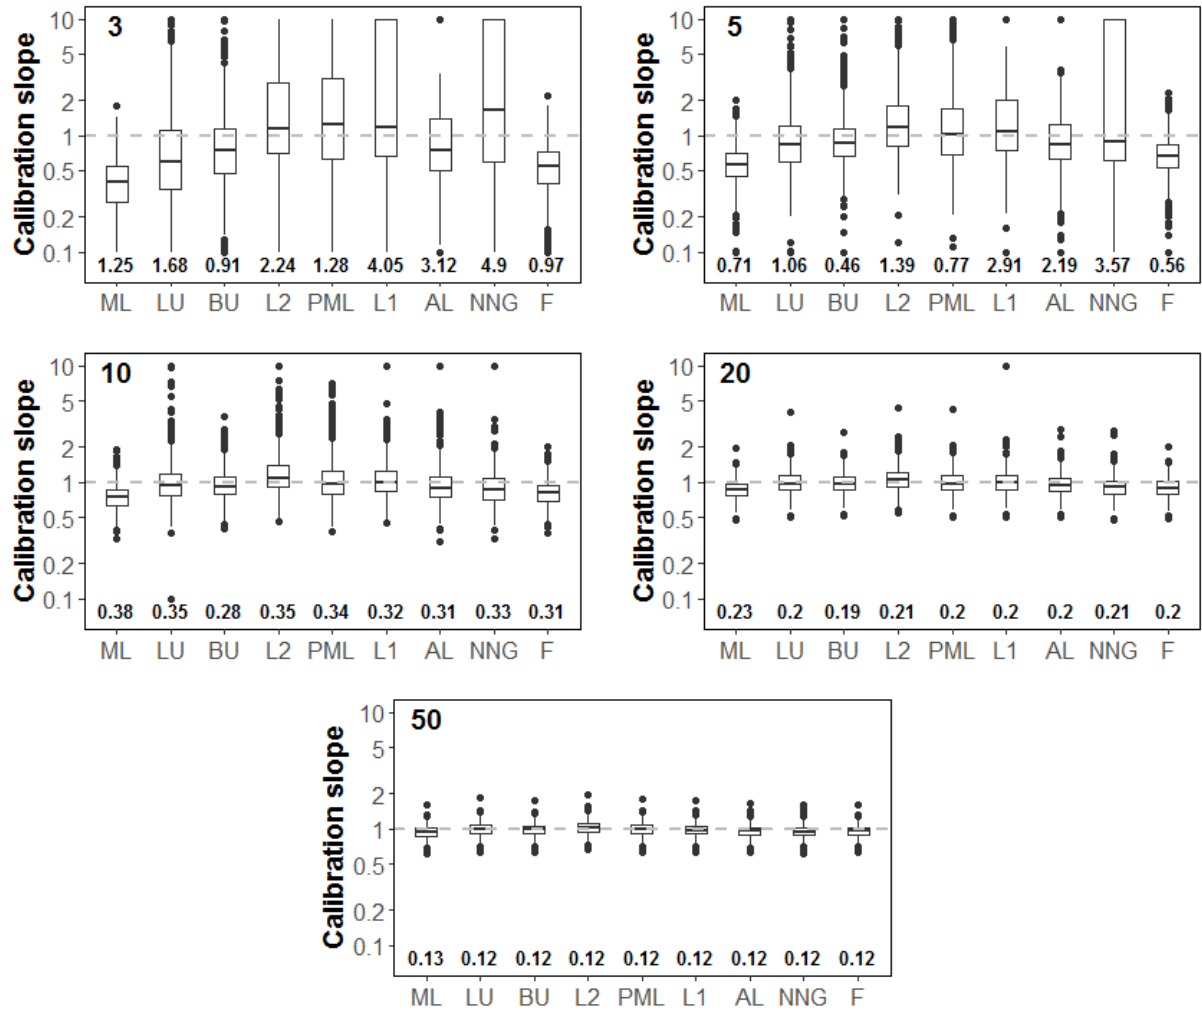 3
Calibration slope
10
5
2
1
0.5
0.2
0.1
1.25 1.68 0.91 2.24 1.28 4.05 3.12 4.9 0.97
ML LU BU L2 PML L1 AL NNG F
5
Calibration slope
10
5
2
1
0.5
0.2
0.1
0.71 1.06 0.46 1.39 0.77 2.91 2.19 3.57 0.56
ML LU BU L2 PML L1 AL NNG F
10
Calibration slope
10
5
2
1
0.5
0.2
0.1
0.38 0.35 0.28 0.35 0.34 0.32 0.31 0.33 0.31
ML LU BU L2 PML L1 AL NNG F
20
Calibration slope
10
5
2
1
0.5
0.2
0.1
0.23 0.2 0.19 0.21 0.2 0.2 0.2 0.21 0.2
ML LU BU L2 PML L1 AL NNG F
50
Calibration slope
10
5
2
1
0.5
0.2
0.1
0.13 0.12 0.12 0.12 0.12 0.12 0.12 0.12 0.12
ML LU BU L2 PML L1 AL NNG F